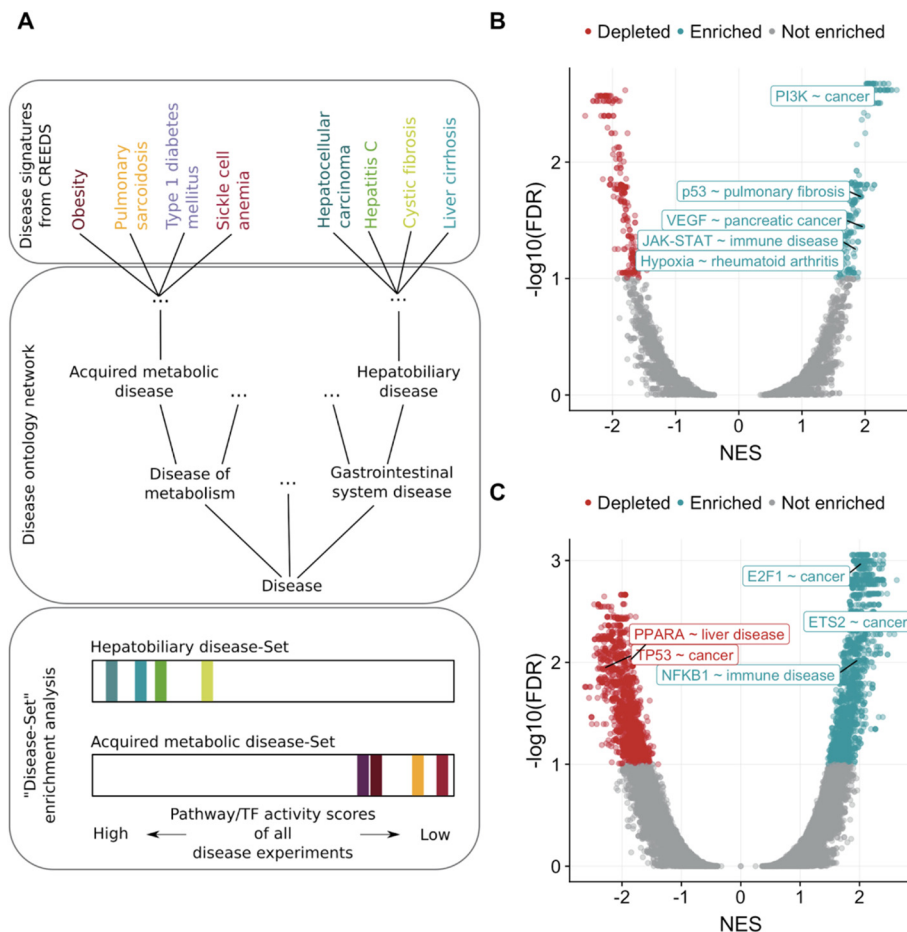 A
Disease signatures
from CREEDS
Obesity
Pulmonary
sarcoidosis
Type 1 diabetes
mellitus
Sickle cell
anemia
Hepatocellular
carcinoma
Hepatitis C
Cystic fibrosis
Liver cirrhosis
Disease ontology network
...
...
Acquired metabolic
disease
...
...
Hepatobiliary
disease
Disease of
metabolism
...
Gastrointestinal
system disease
Disease
"Disease-Set"
enrichment analysis
Hepatobiliary disease-Set
Acquired metabolic disease-Set
High
Pathway/TF activity scores
of all
disease experiments
Low
B
Depleted Enriched Not enriched
PI3K ~ cancer
p53 ~ pulmonary fibrosis
VEGF ~ pancreatic cancer
JAK-STAT ~ immune disease
Hypoxia ~ rheumatoid arthritis
-log10(FDR)
2
1
0
-2 -1 0 1 2
NES
C
Depleted Enriched Not enriched
E2F1 ~ cancer
ETS2 ~ cancer
PPARA ~ liver disease
TP53 ~ cancer
NFKB1 ~ immune disease
-log10(FDR)
3
2
1
0
-2 -1 0 1 2
NES